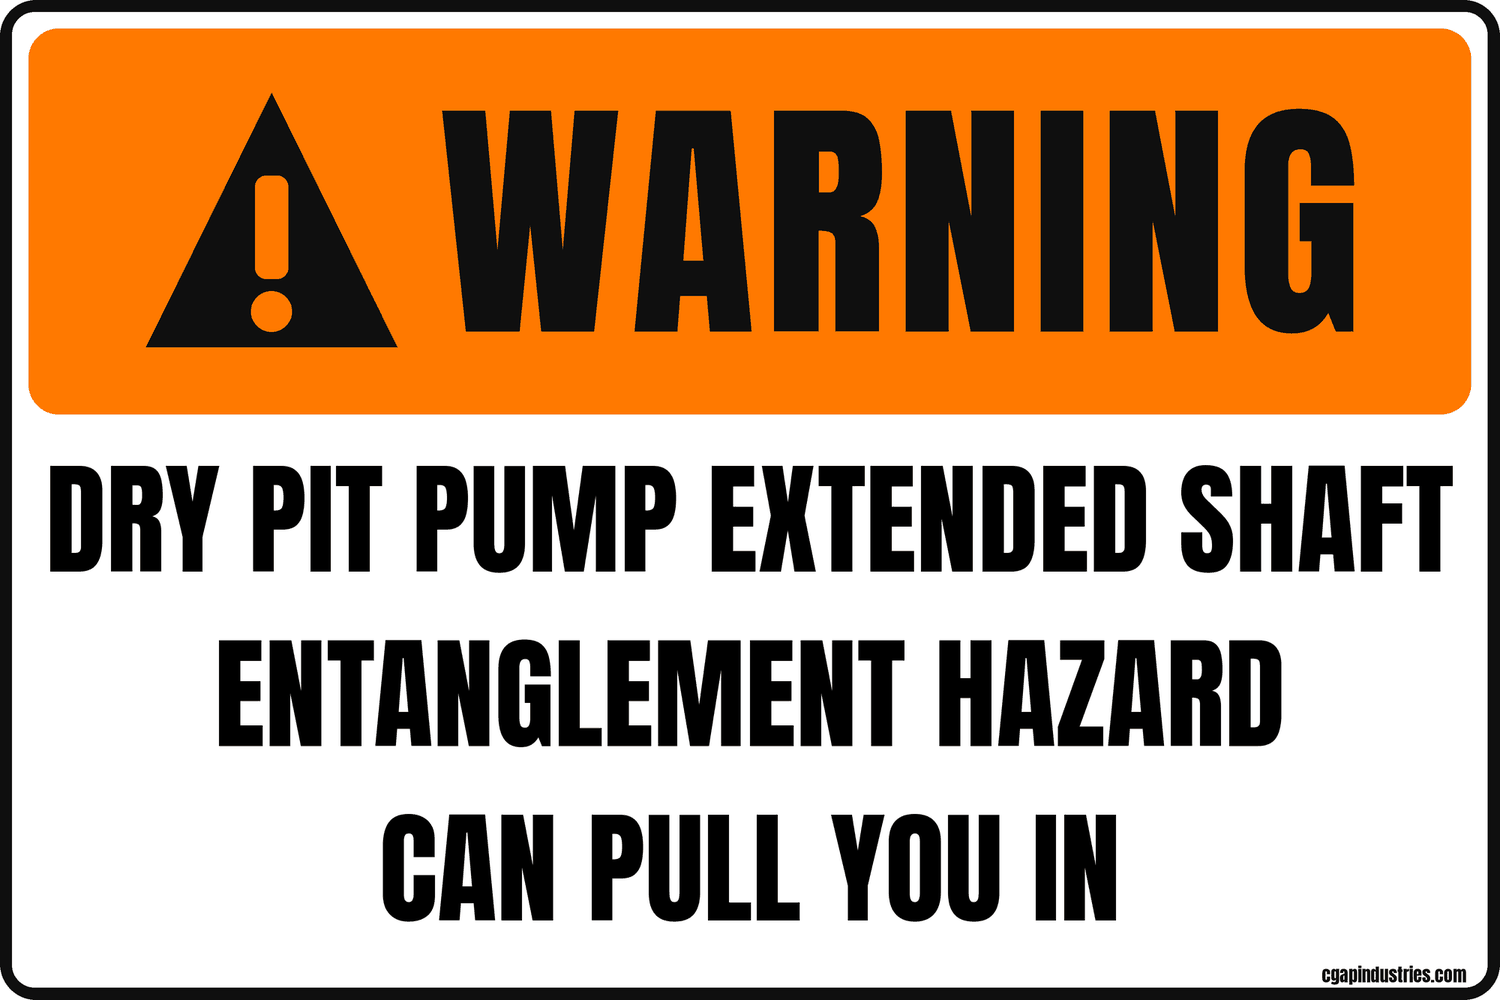 WARNING
DRY PIT PUMP EXTENDED SHAFT
ENTANGLEMENT HAZARD
CAN PULL YOU IN
cgapindustries.com